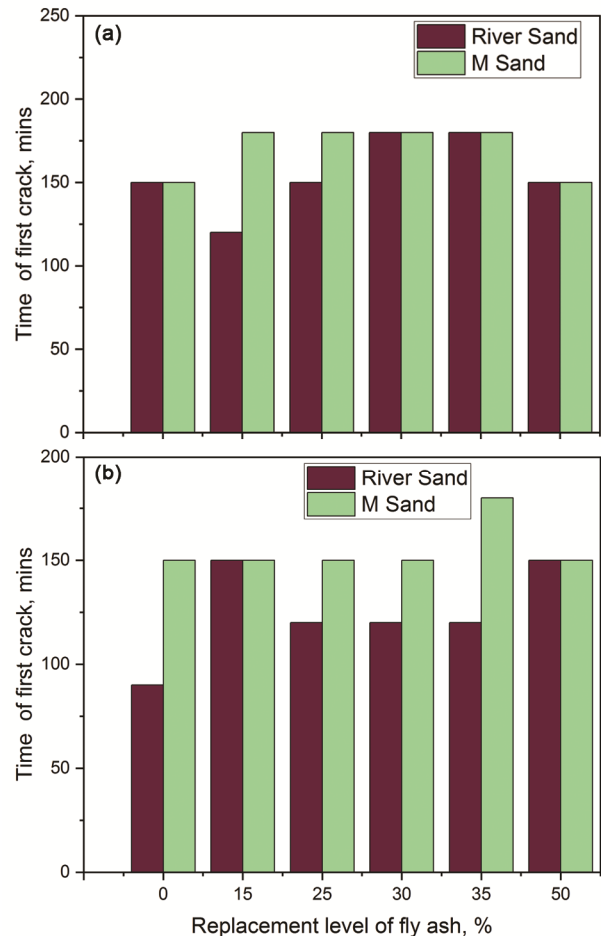 250
(a)
River Sand
M Sand
200
150
100
50
0
Time of first crack, mins
200
(b)
River Sand
M Sand
150
100
50
0
Time of first crack, mins
0 15 25 30 35 50
Replacement level of fly ash, %